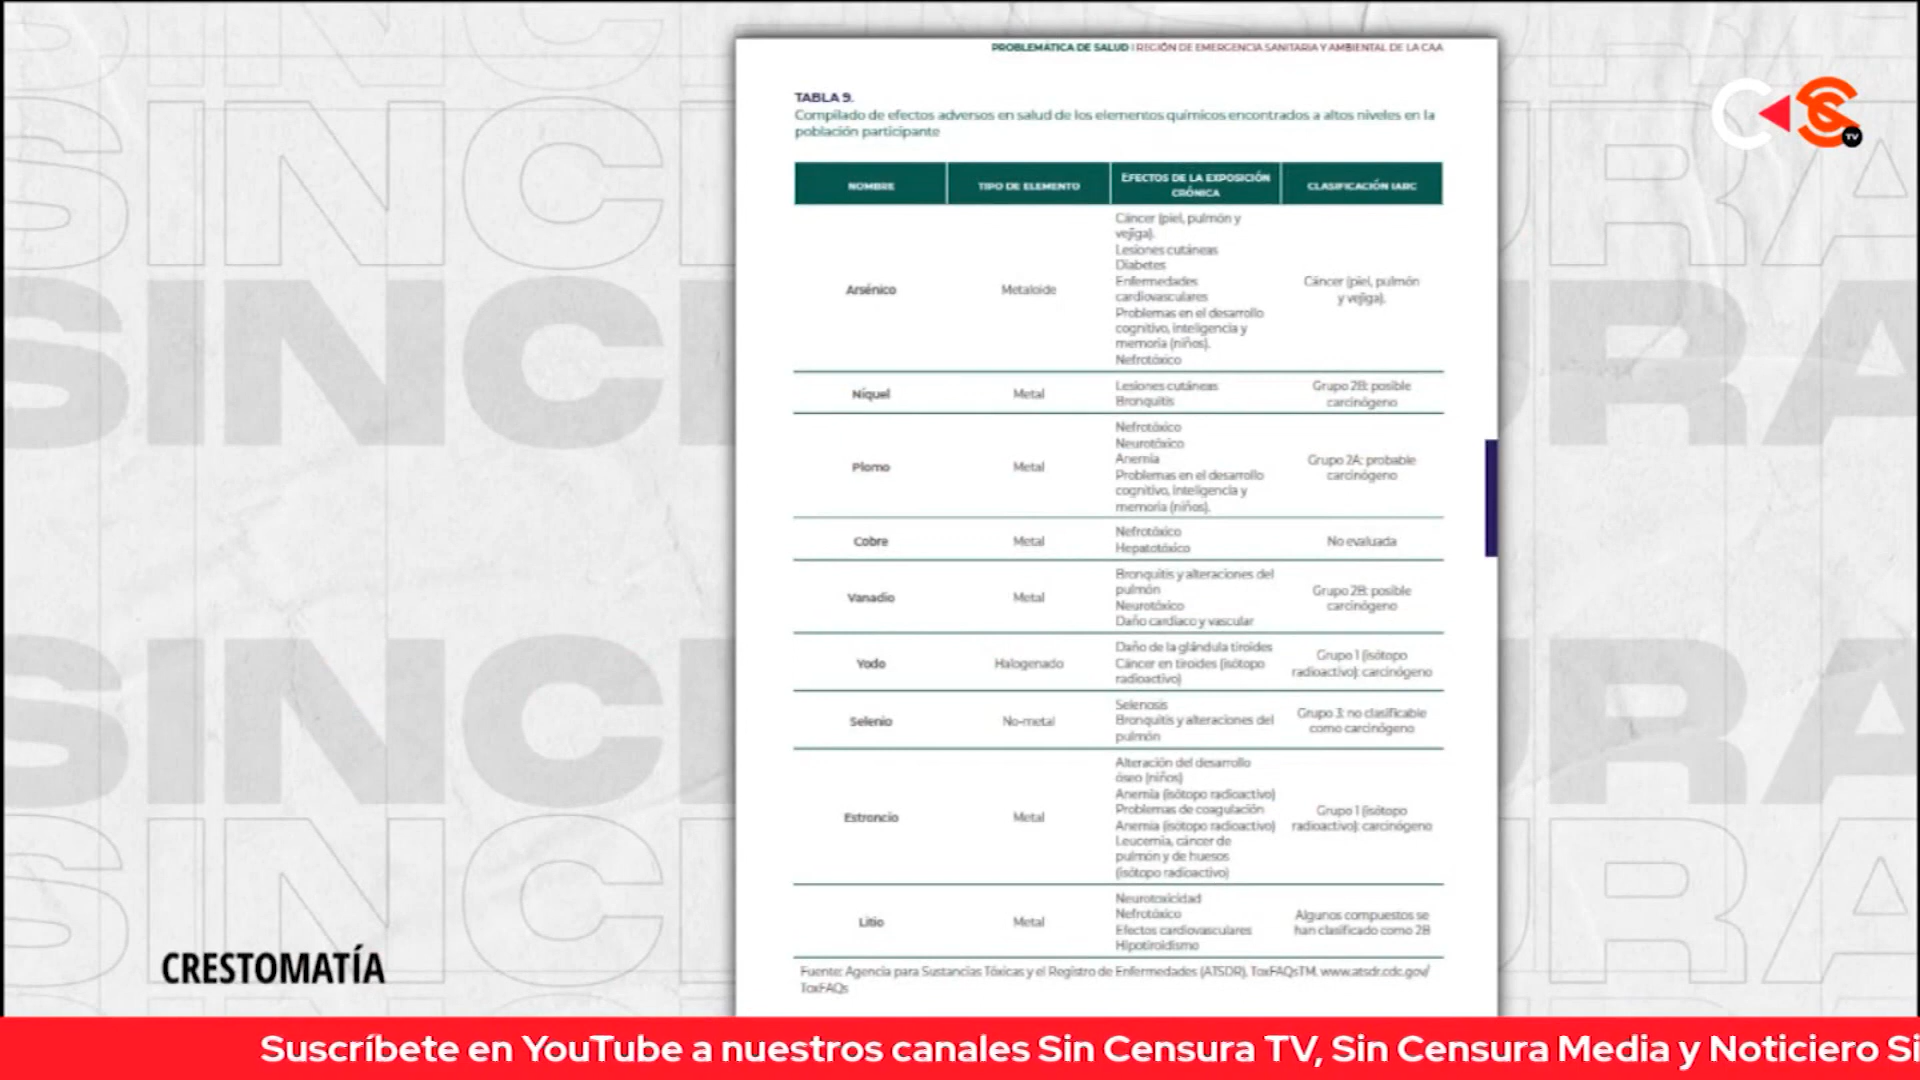 PROBLEMÁTICA DE SALUD | REGIÓN DE EMERGENCIA SANITARIA Y AMBIENTAL DE LA CAA
TABLA 9.
Compilado de efectos adversos en salud de los elementos químicos encontrados a altos niveles en la
población participante
NOMBRE
TIPO DE ELEMENTO
EFECTOS DE LA EXPOSICIÓN
CRÓNICA
CLASIFICACIÓN IARC
Arsénico
Metaloide
Cáncer (piel, pulmón y
vejiga).
Lesiones cutáneas
Diabetes
Enfermedades
cardiovasculares
Problemas en el desarrollo
cognitivo, inteligencia y
memoria (niños).
Nefrotóxico
Cáncer (piel, pulmón
y vejiga).
Níquel
Metal
Lesiones cutáneas
Bronquitis
Grupo 2B: posible
carcinógeno
Plomo
Metal
Nefrotóxico
Neurotóxico
Anemia
Problemas en el desarrollo
cognitivo, inteligencia y
memoria (niños).
Grupo 2A: probable
carcinógeno
Cobre
Metal
Nefrotóxico
Hepatotóxico
No evaluada
Vanadio
Metal
Bronquitis y alteraciones del
pulmón
Neurotóxico
Daño cardíaco y vascular
Grupo 2B: posible
carcinógeno
Yodo
Halogenado
Daño de la glándula tiroides
Cáncer en tiroides (isótopo
radioactivo)
Grupo 1 (isótopo
radioactivo): carcinógeno
Selenio
No-metal
Selenosis
Bronquitis y alteraciones del
pulmón
Grupo 3: no clasificable
como carcinógeno
Estroncio
Metal
Alteración del desarrollo
óseo (niños)
Anemia (isótopo radioactivo)
Problemas de coagulación
Anemia (isótopo radioactivo)
Leucemia, cáncer de
pulmón y de huesos
(isótopo radioactivo)
Grupo 1 (isótopo
radioactivo): carcinógeno
Litio
Metal
Neurotoxicidad
Nefrotóxico
Efectos cardiovasculares
Hipotiroidismo
Algunos compuestos se
han clasificado como 2B
Fuente: Agencia para Sustancias Tóxicas y el Registro de Enfermedades (ATSDR), ToxFAQsTM, www.atsdr.cdc.gov/
ToxFAQs
TV
CRESTOMATÍA
Suscríbete en YouTube a nuestros canales Sin Censura TV, Sin Censura Media y Noticiero Si